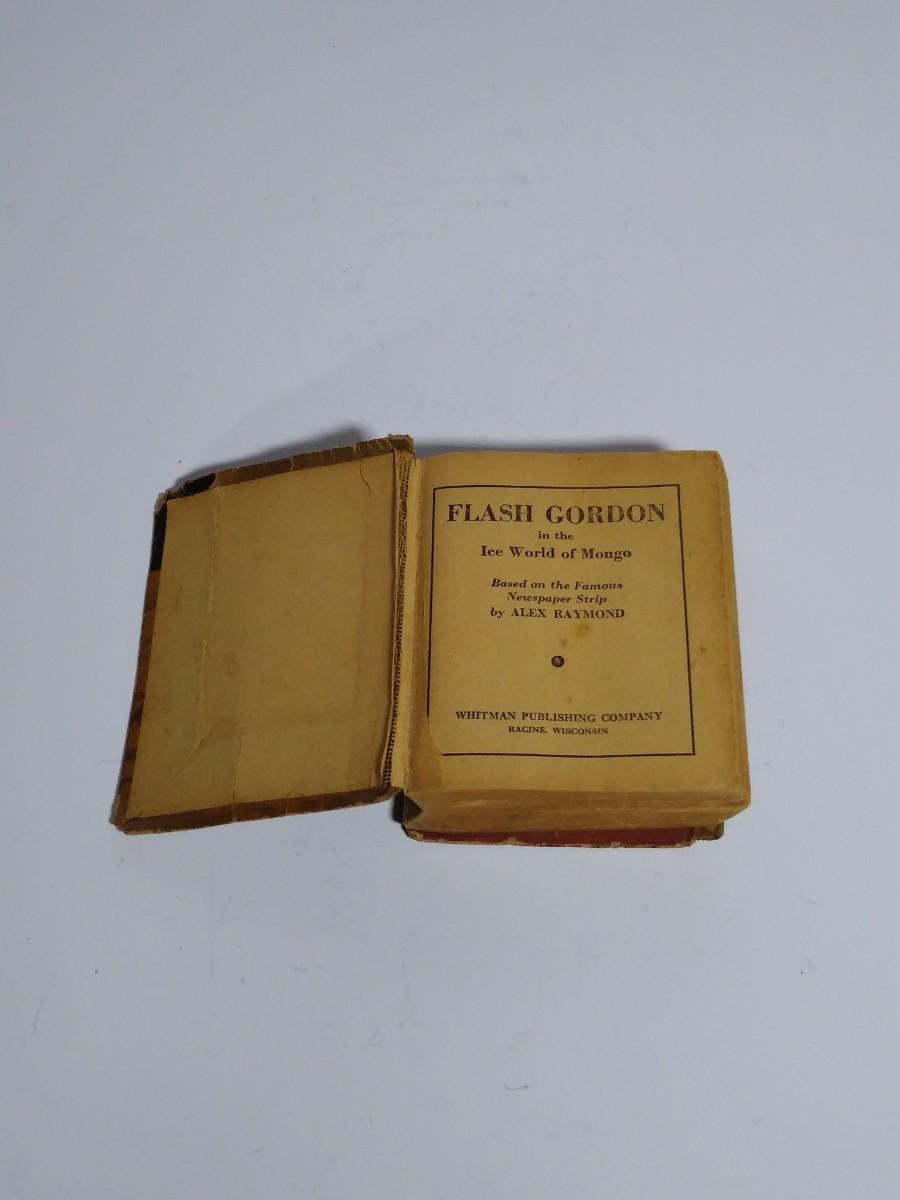 FLASH GORDON
in the
Ice World of Mongo
Based on the Famous
Newspaper Strip
by ALEX RAYMOND
WHITMAN PUBLISHING COMPANY
RACINE, WISCONSIN